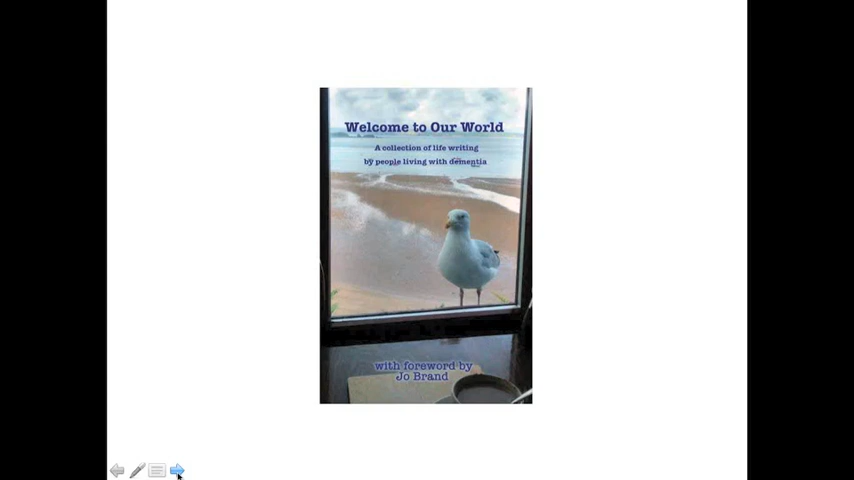 Welcome to Our World
A collection of life writing
by people living with dementia
with foreword by
Jo Brand